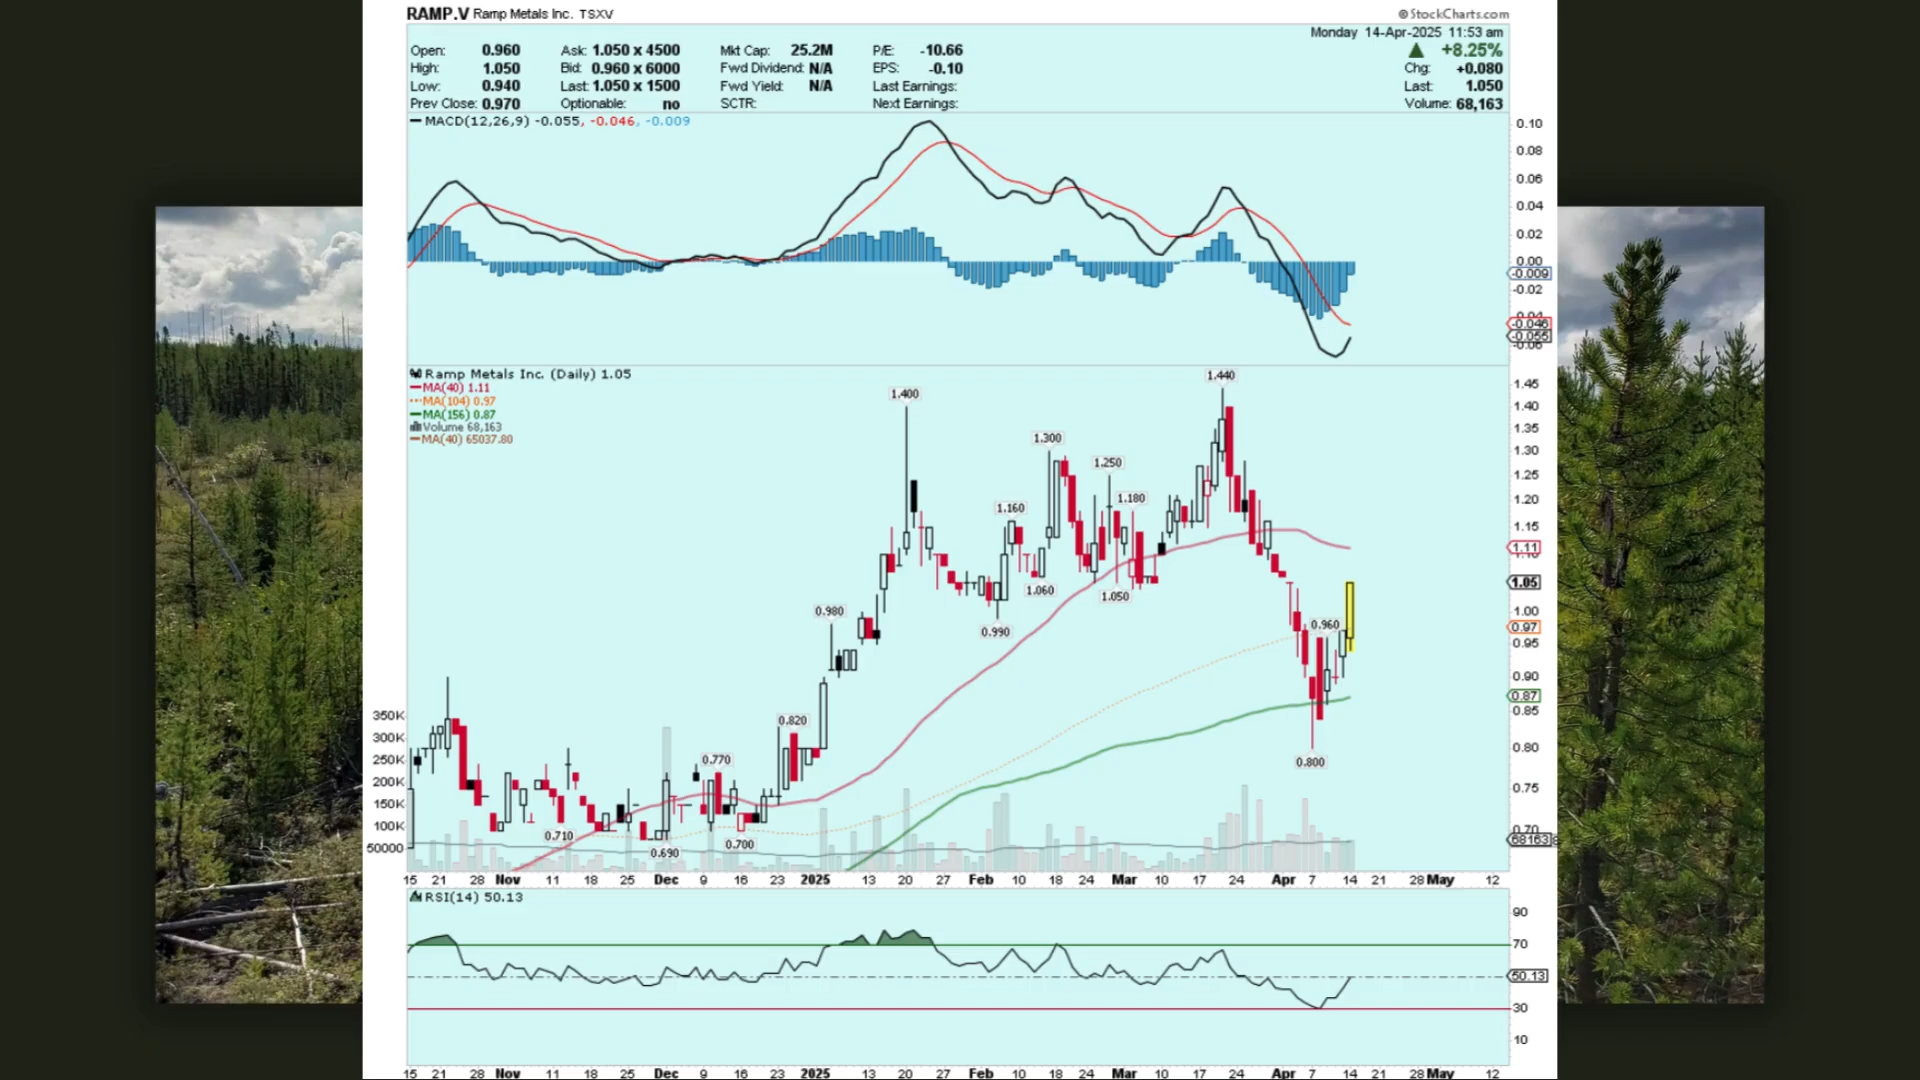 RAMP.V Ramp Metals Inc. TSXV
© StockCharts.com
Monday 14-Apr-2025 11:53 am
Open: 0.960 Ask: 1.050 x 4500 Mkt Cap: 25.2M P/E: -10.66 +8.25%
High: 1.050 Bid: 0.960 x 6000 Fwd Dividend: N/A EPS: -0.10 Chg: +0.080
Low: 0.940 Last: 1.050 x 1500 Fwd Yield: N/A Last Earnings: Last: 1.050
Prev Close: 0.970 Optionable: no SCTR: Next Earnings: Volume: 68,163
MACD(12,26,9) -0.055, -0.046, -0.009
0.10
0.08
0.06
0.04
0.02
0.00
-0.009
-0.02
-0.046
-0.055
Ramp Metals Inc. (Daily) 1.05
MA(40) 1.11
MA(104) 0.97
MA(156) 0.87
Volume 68,163
MA(40) 65037.80
1.440
1.400
1.300
1.250
1.180
1.160
1.060
1.050
0.990
0.980
0.960
0.820
0.800
0.770
0.710
0.700
0.690
1.45
1.40
1.35
1.30
1.25
1.20
1.15
1.11
1.05
1.00
0.97
0.95
0.90
0.87
0.85
0.80
0.75
0.70
68163
350K
300K
250K
200K
150K
100K
50000
15 21 28 Nov 11 18 25 Dec 9 16 23 2025 13 20 27 Feb 10 18 24 Mar 10 17 24 Apr 7 14 21 28 May 12
RSI(14) 50.13
90
70
50.13
30
10
15 21 28 Nov 11 18 25 Dec 9 16 23 2025 13 20 27 Feb 10 18 24 Mar 10 17 24 Apr 7 14 21 28 May 12